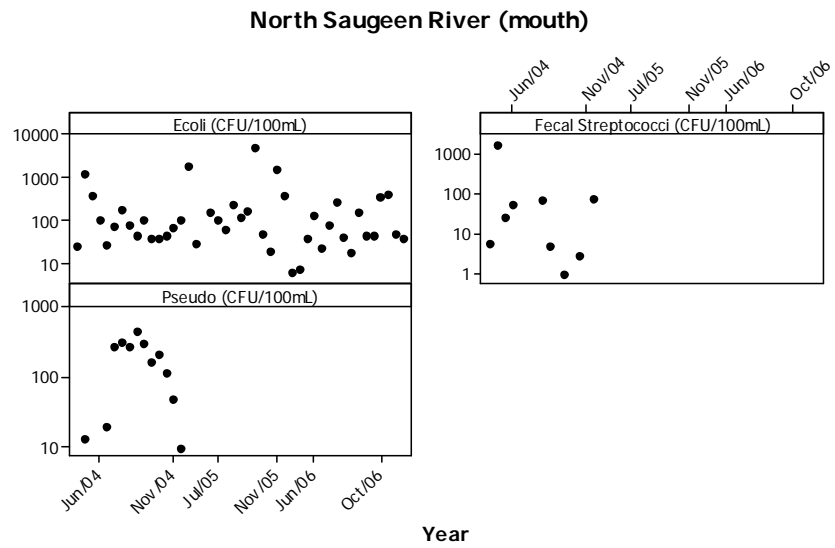 North Saugeen River (mouth)
Jun/04 Nov/04 Jul/05 Nov/05 Jun/06 Oct/06
Ecoli (CFU/100mL)
10000
1000
100
10
Fecal Streptococci (CFU/100mL)
1000
100
10
1
Pseudo (CFU/100mL)
1000
100
10
Jun/04 Nov/04 Jul/05 Nov/05 Jun/06 Oct/06
Year